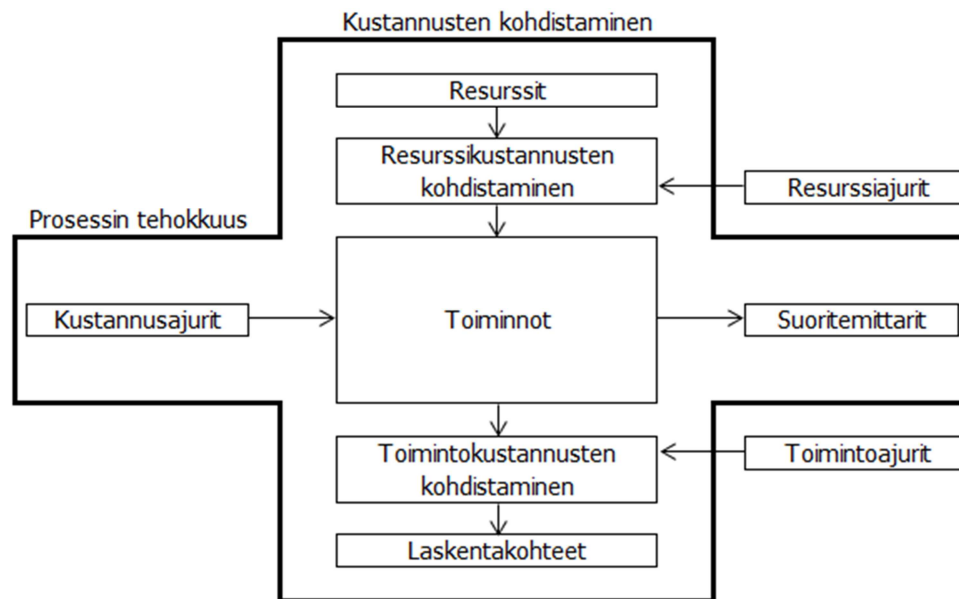 Kustannusten kohdistaminen
Resurssit
Resurssikustannusten
kohdistaminen
Resurssiajurit
Prosessin tehokkuus
Kustannusajurit
Toiminnot
Suoritemittarit
Toimintokustannusten
kohdistaminen
Toimintoajurit
Laskentakohteet